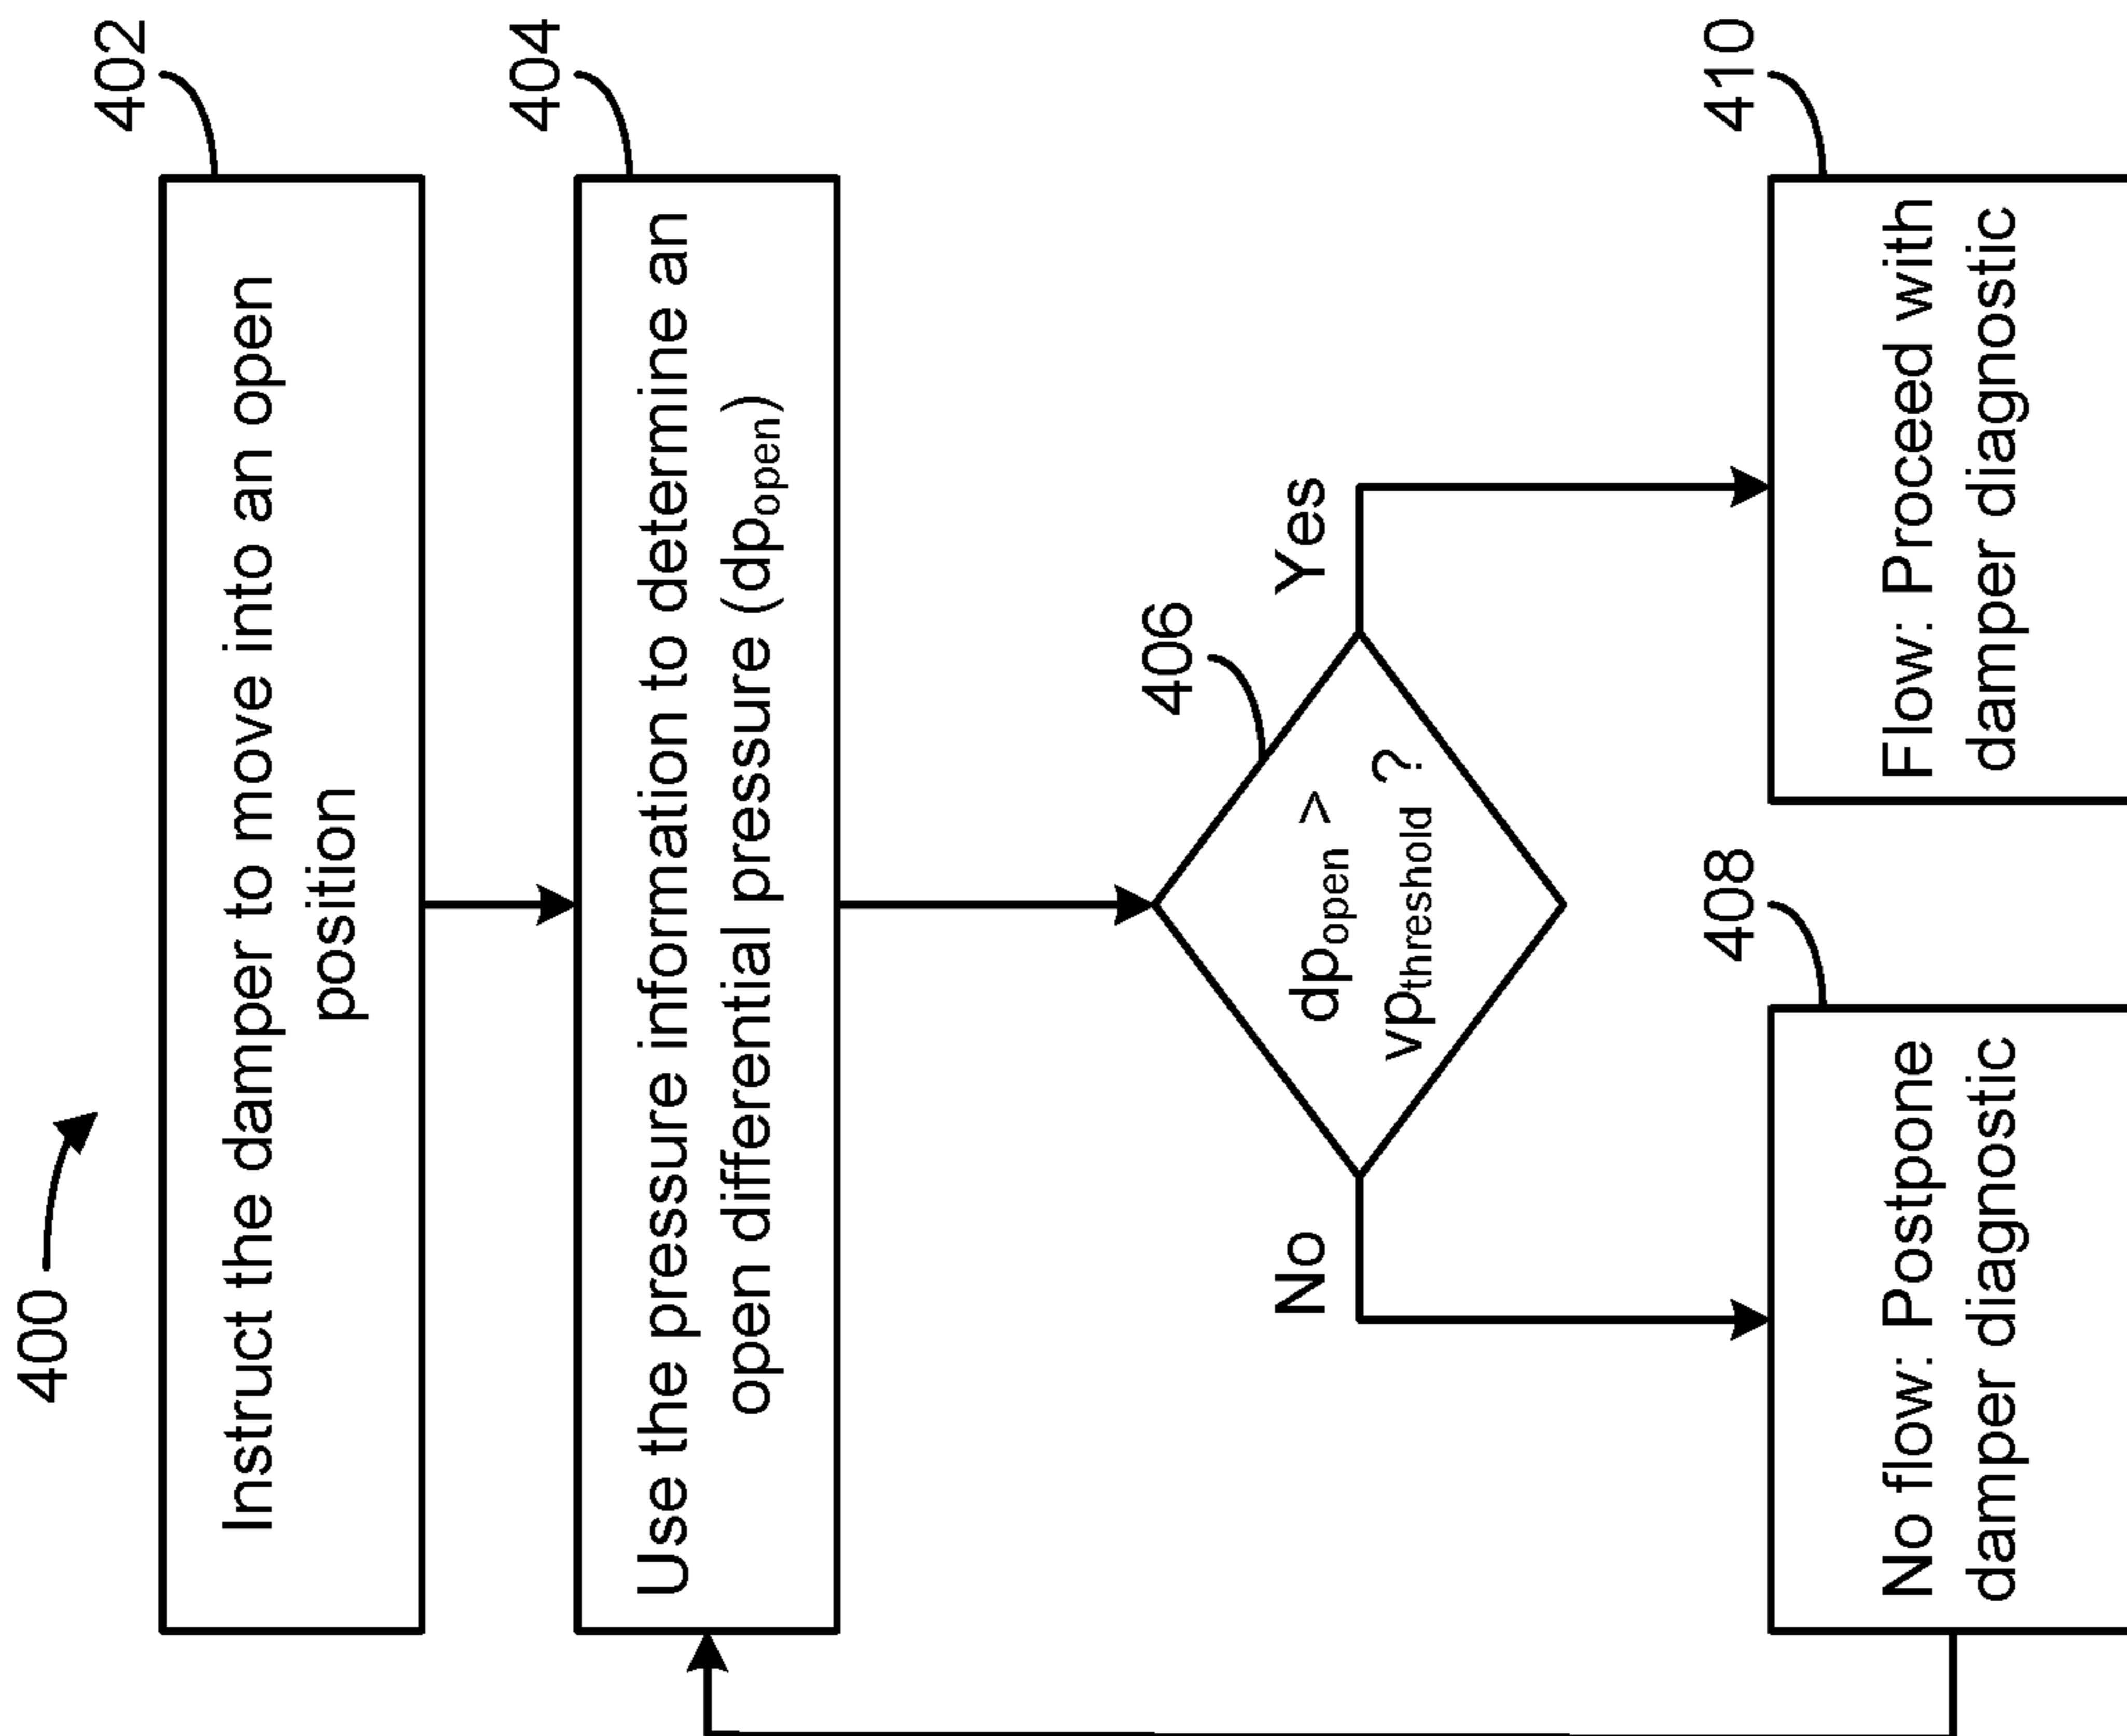 400
402
Instruct the damper to move into an open
position
404
Use the pressure information to determine an
open differential pressure (dpopen)
406
dpopen >
vpthreshold ?
No
Yes
408
No flow: Postpone
damper diagnostic
410
Flow: Proceed with
damper diagnostic